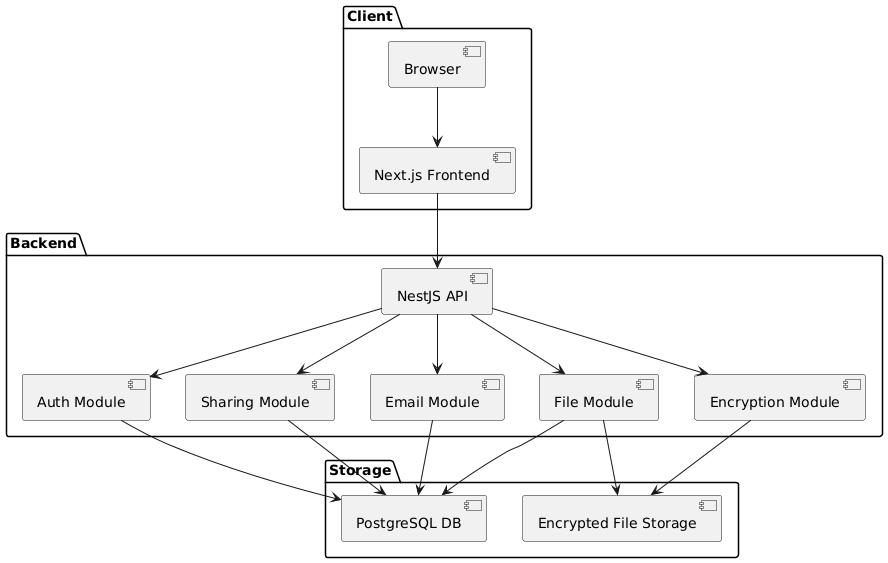 Client
Browser
Next.js Frontend
Backend
NestJS API
Auth Module
Sharing Module
Email Module
File Module
Encryption Module
Storage
PostgreSQL DB
Encrypted File Storage